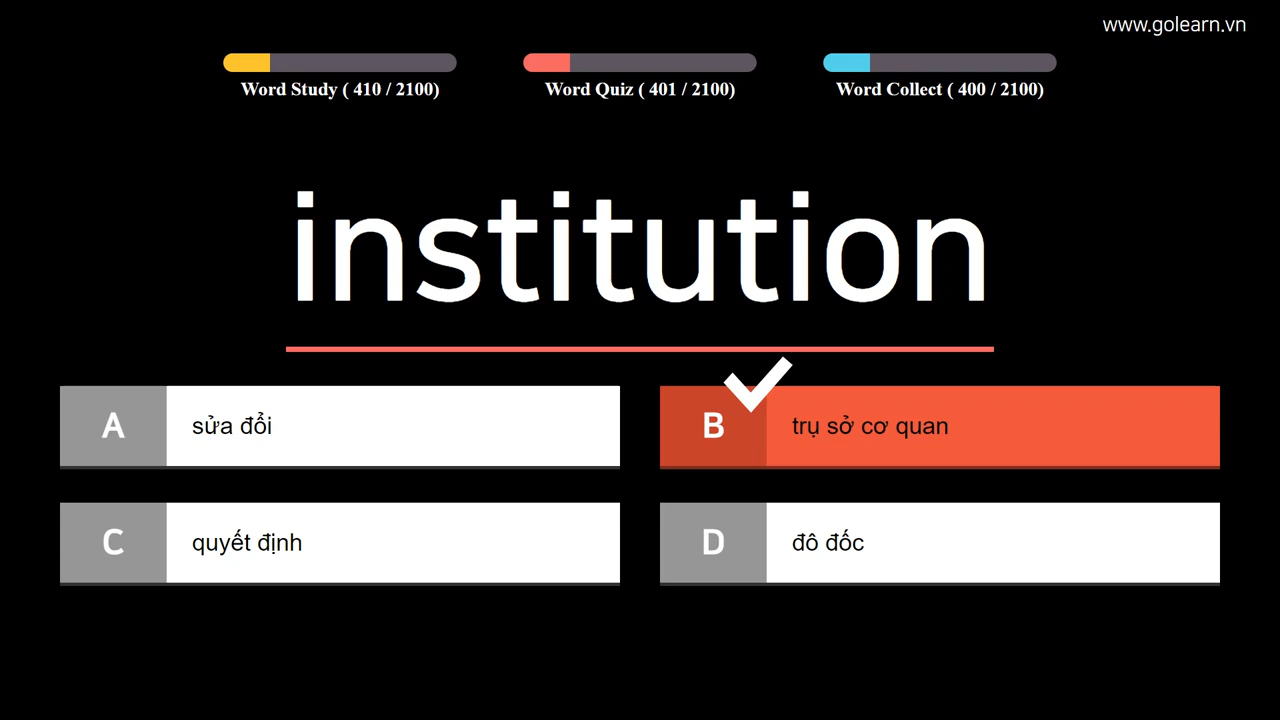 www.golearn.vn
Word Study ( 410 / 2100)
Word Quiz ( 401 / 2100)
Word Collect ( 400 / 2100)
institution
A sửa đổi
B trụ sở cơ quan
C quyết định
D đô đốc